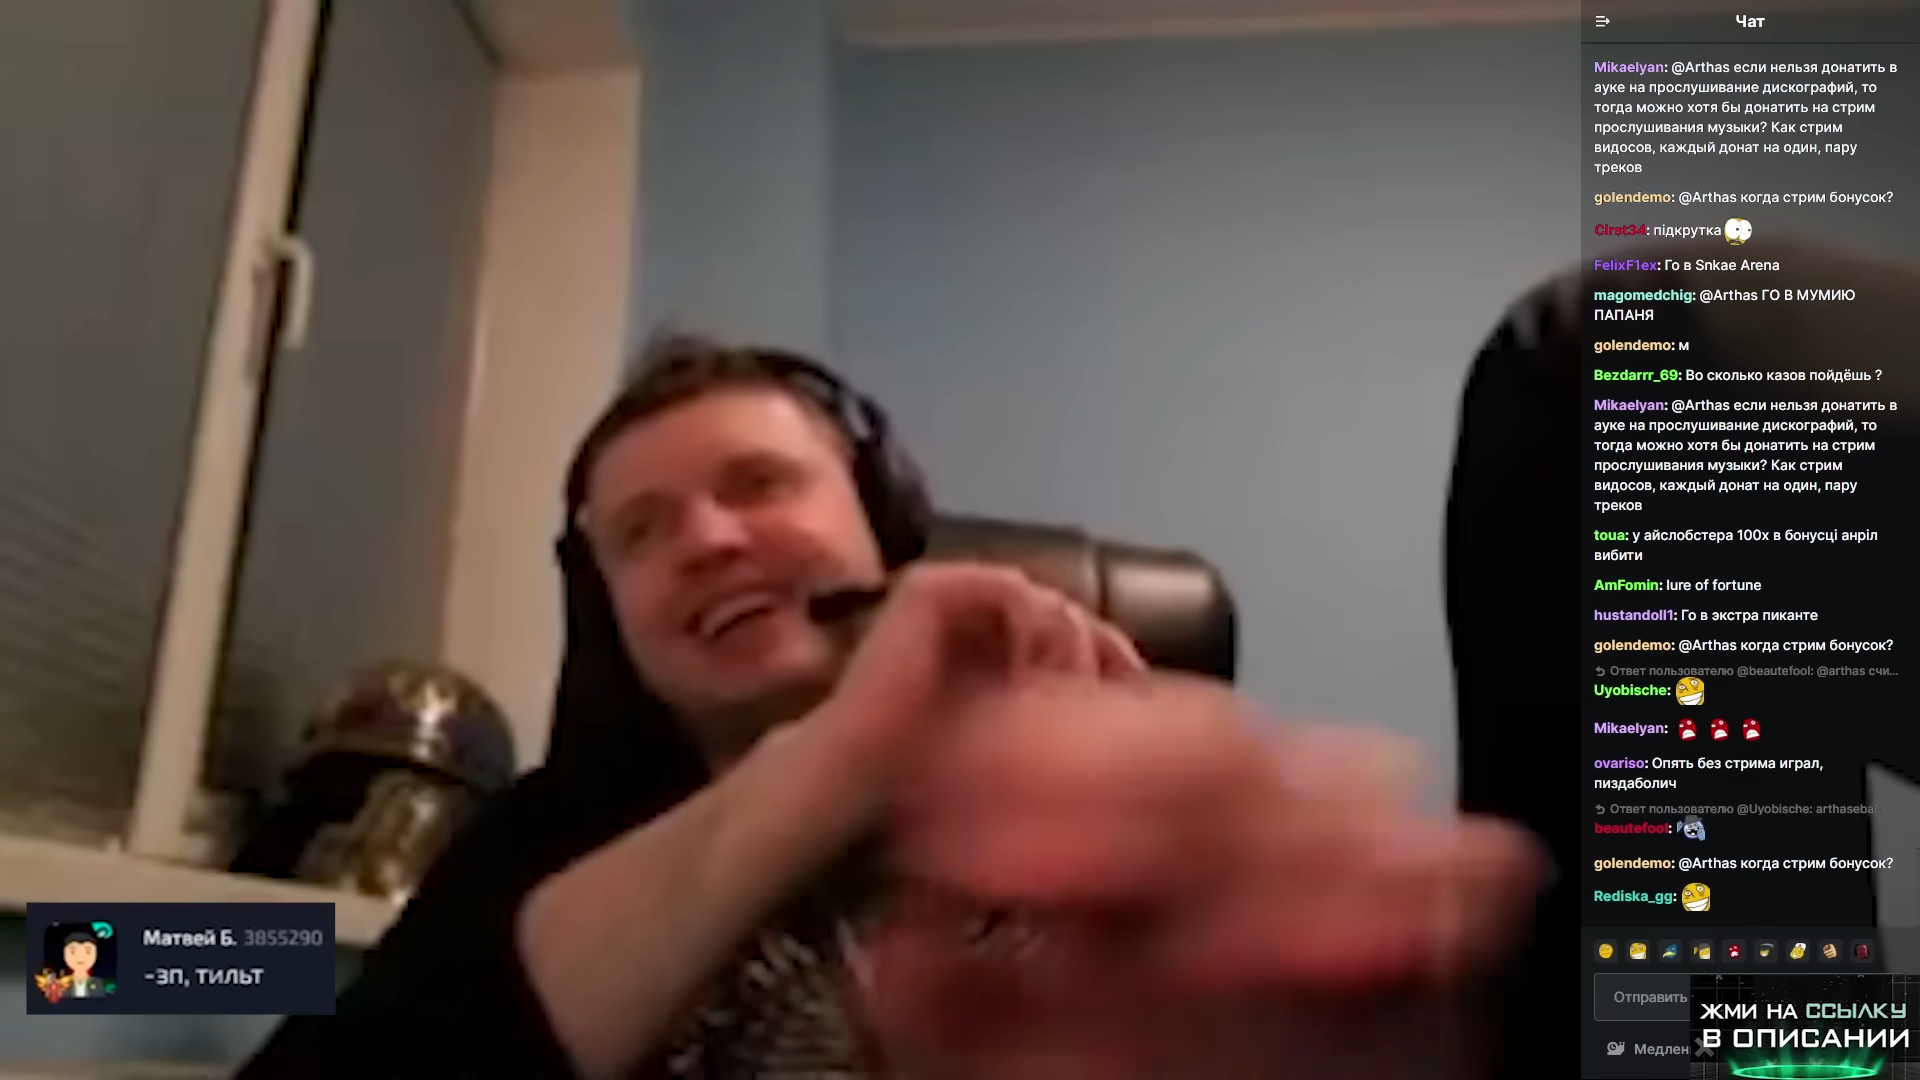 Чат
Mikaelyan: @Arthas если нельзя донатить в
ауке на прослушивание дискографий, то
тогда можно хотя бы донатить на стрим
прослушивания музыки? Как стрим
видосов, каждый донат на один, пару
треков
golendemo: @Arthas когда стрим бонусок?
Cirst34: підкрутка
FelixF1ex: Го в Snkae Arena
magomedchig: @Arthas ГО В МУМИЮ
ПАПАНЯ
golendemo: м
Bezdarrr_69: Во сколько казов пойдёшь ?
Mikaelyan: @Arthas если нельзя донатить в
ауке на прослушивание дискографий, то
тогда можно хотя бы донатить на стрим
прослушивания музыки? Как стрим
видосов, каждый донат на один, пару
треков
toua: у айслобстера 100х в бонусці анріл
вибити
AmFomin: lure of fortune
hustandoll1: Го в экстра пиканте
golendemo: @Arthas когда стрим бонусок?
Ответ пользователю @beautefool: @arthas счи...
Uyobische:
Mikaelyan:
ovariso: Опять без стрима играл,
пиздаболич
Ответ пользователю @Uyobische: arthasebalo
beautefool:
golendemo: @Arthas когда стрим бонусок?
Rediska_gg:
Отправить
Медлен
ЖМИ НА ССЫЛКУ
В ОПИСАНИИ
Матвей Б. 3855290
-ЗП, ТИЛЬТ